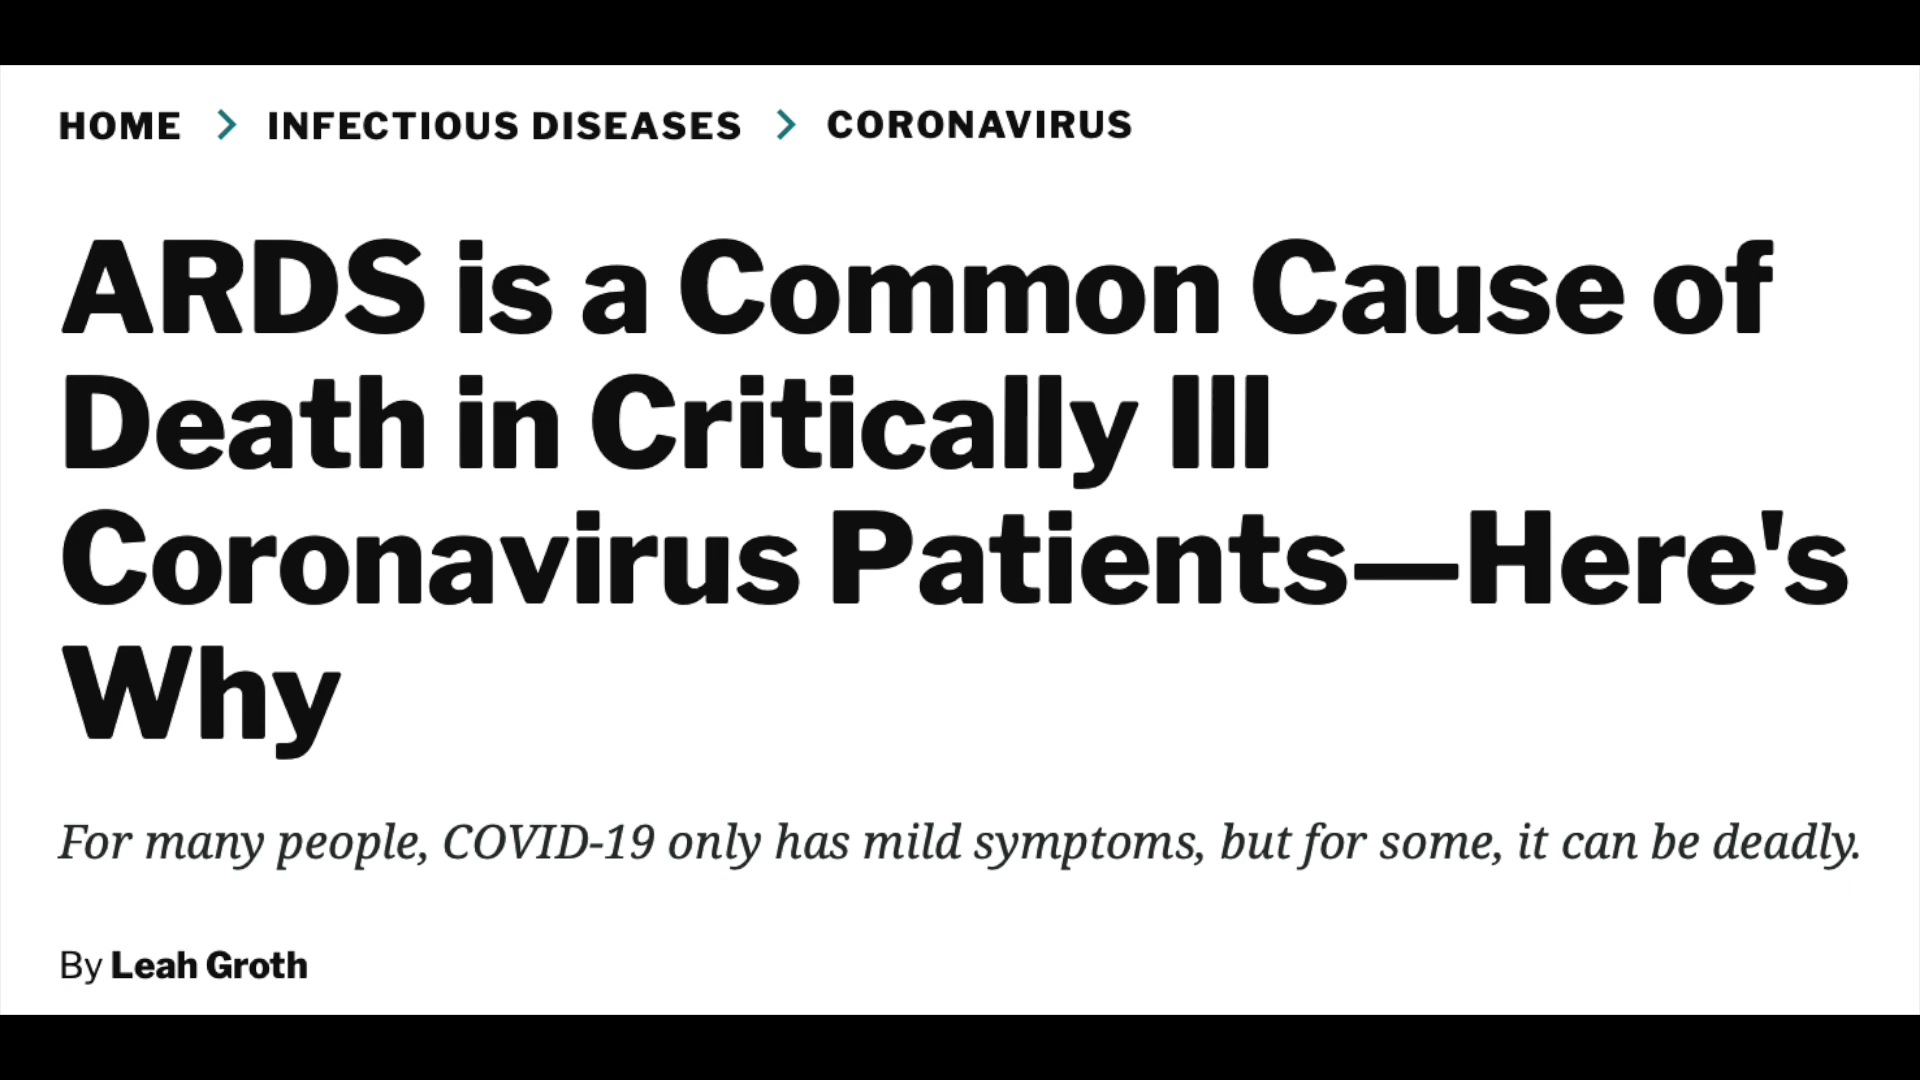 HOME > INFECTIOUS DISEASES > CORONAVIRUS
ARDS is a Common Cause of
Death in Critically Ill
Coronavirus Patients—Here's
Why
For many people, COVID-19 only has mild symptoms, but for some, it can be deadly.
By Leah Groth